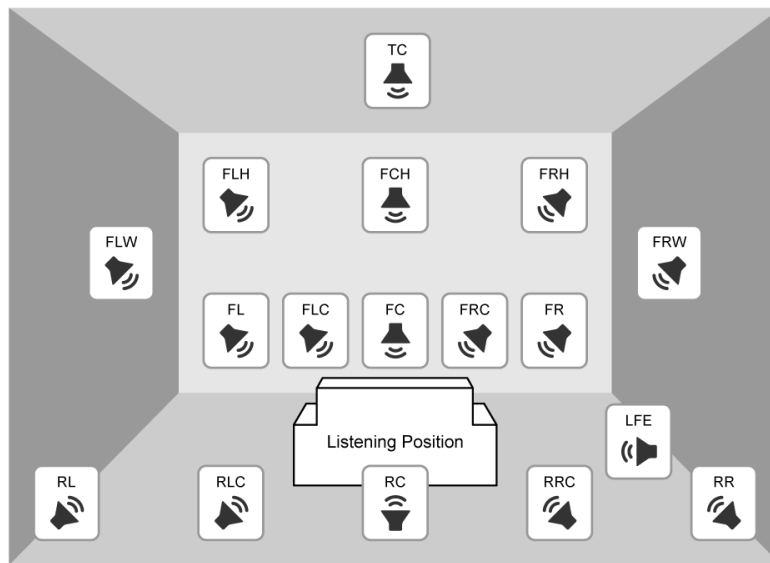 TC
FLH
FCH
FRH
FLW
FRW
FL
FLC
FC
FRC
FR
Listening Position
LFE
RL
RLC
RC
RRC
RR